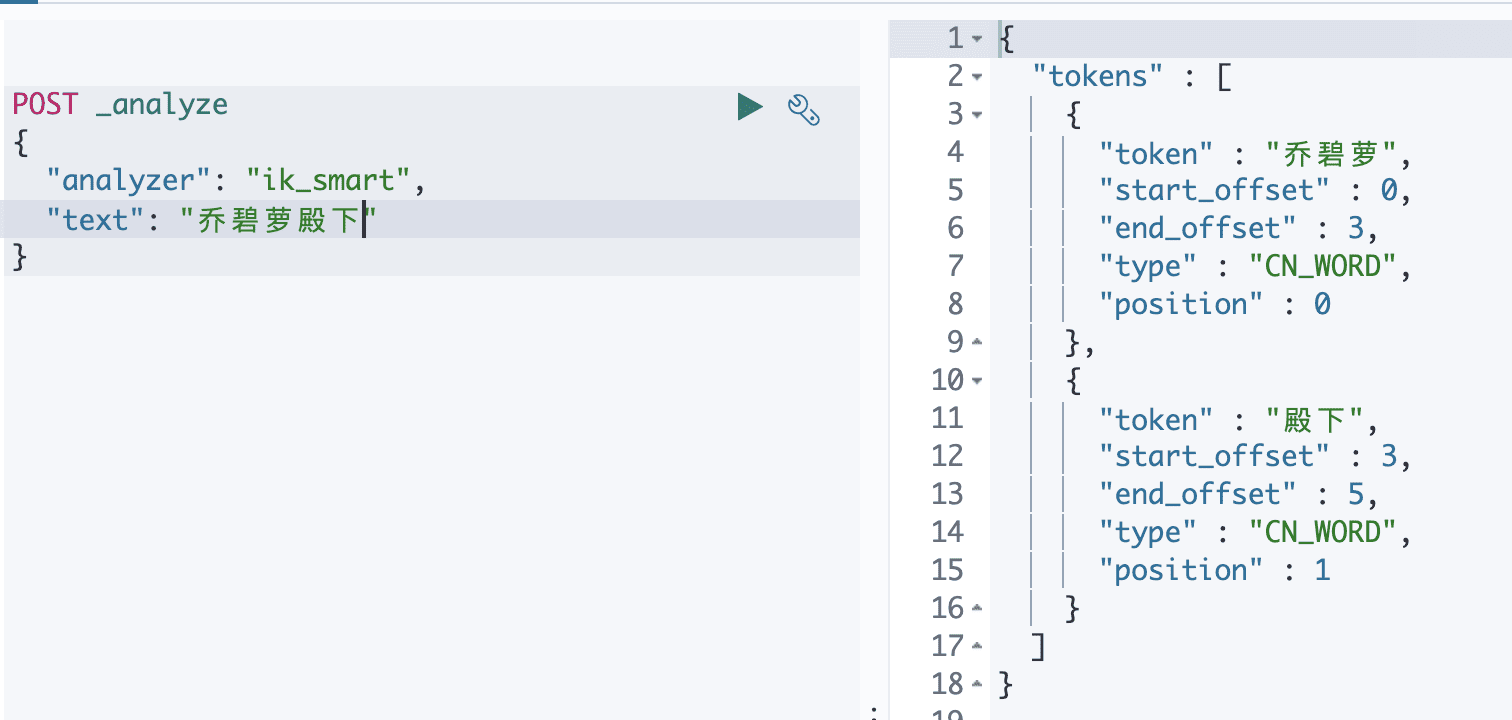 POST _analyze
{
"analyzer": "ik_smart",
"text": "乔碧萝殿下"
}
1 {
2 "tokens" : [
3 {
4 "token" : "乔碧萝",
5 "start_offset" : 0,
6 "end_offset" : 3,
7 "type" : "CN_WORD",
8 "position" : 0
9 },
10 {
11 "token" : "殿下",
12 "start_offset" : 3,
13 "end_offset" : 5,
14 "type" : "CN_WORD",
15 "position" : 1
16 }
17 ]
18 }
19